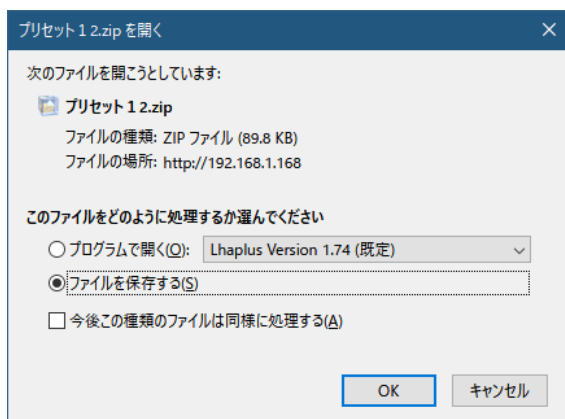 プリセット1 2.zip を開く
次のファイルを開こうとしています:
プリセット1 2.zip
ファイルの種類: ZIP ファイル (89.8 KB)
ファイルの場所: http://192.168.1.168
このファイルをどのように処理するか選んでください
プログラムで開く(O): Lhaplus Version 1.74 (既定)
ファイルを保存する(S)
今後この種類のファイルは同様に処理する(A)
OK キャンセル